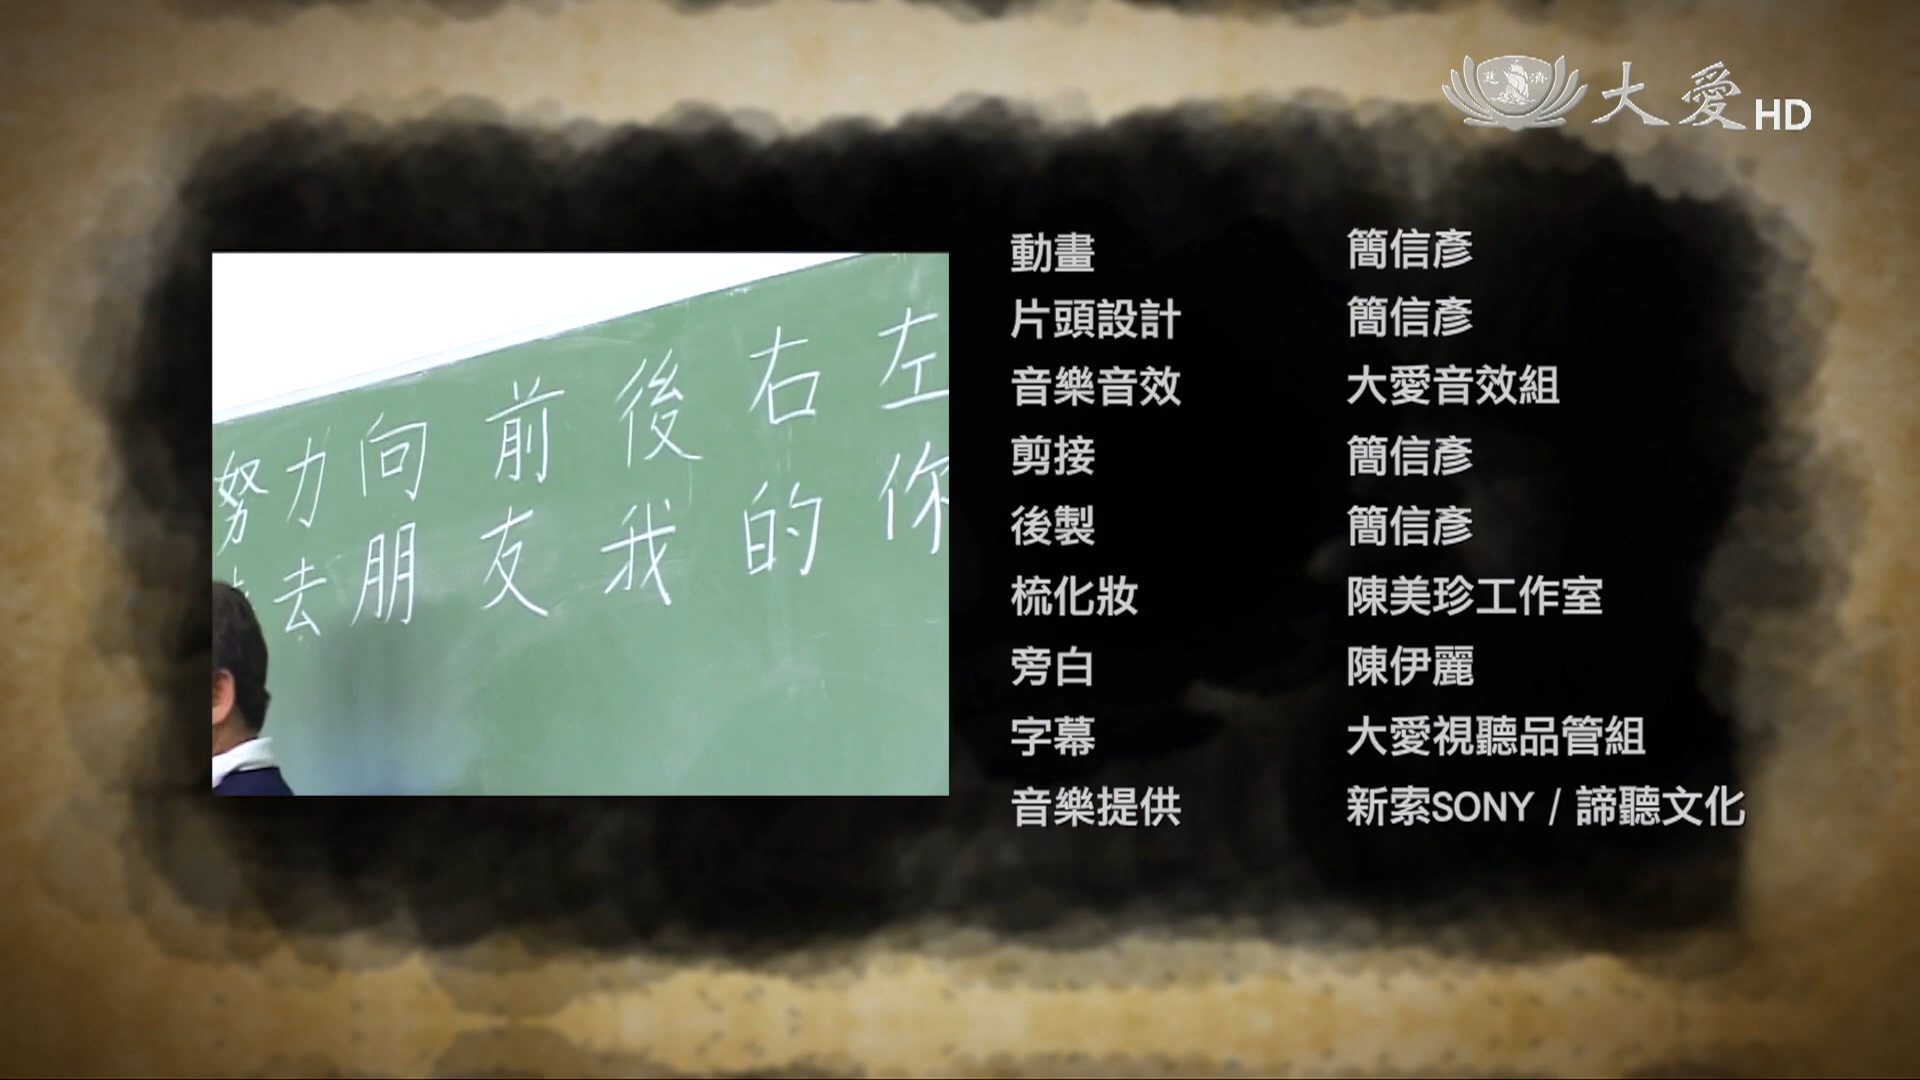 慈濟
大愛HD
左右後前向力努
你的我友朋去
動畫 簡信彥
片頭設計 簡信彥
音樂音效 大愛音效組
剪接 簡信彥
後製 簡信彥
梳化妝 陳美珍工作室
旁白 陳伊麗
字幕 大愛視聽品管組
音樂提供 新索SONY / 諦聽文化